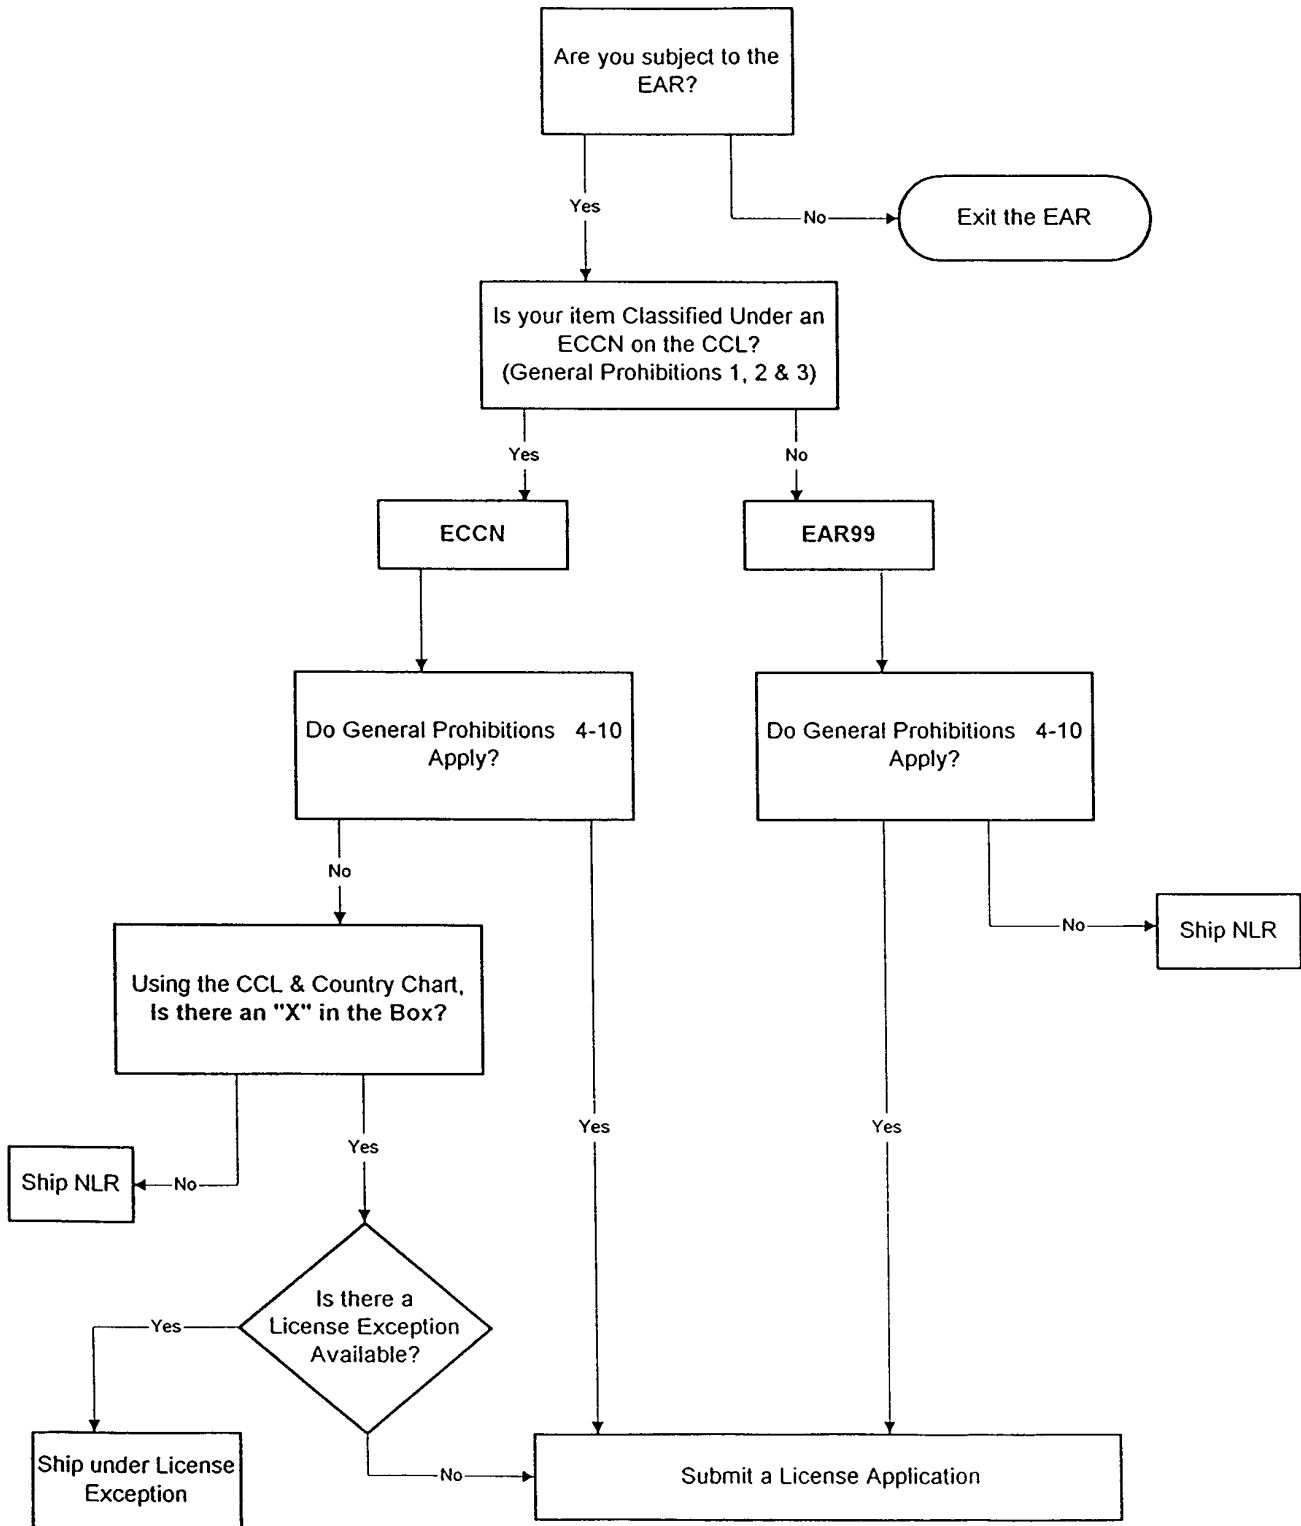 Are you subject to the
EAR?
Yes
No
Exit the EAR
Is your item Classified Under an
ECCN on the CCL?
(General Prohibitions 1, 2 & 3)
Yes
No
ECCN
EAR99
Do General Prohibitions 4-10
Apply?
Do General Prohibitions 4-10
Apply?
No
No
Ship NLR
Using the CCL & Country Chart,
Is there an "X" in the Box?
Yes
Yes
Yes
Ship NLR
No
Is there a
License Exception
Available?
Yes
Ship under License
Exception
No
Submit a License Application